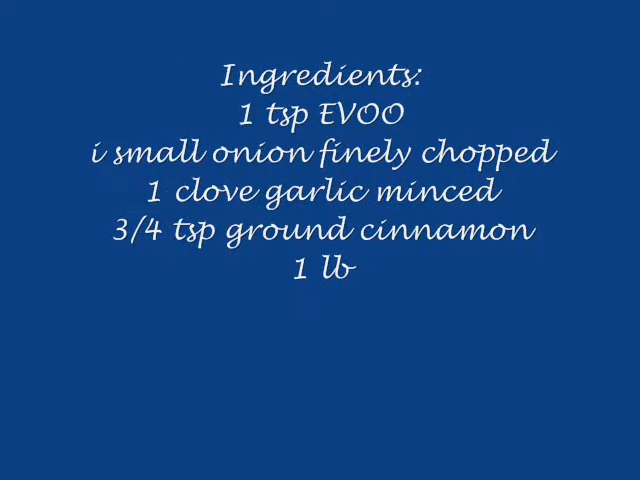 Ingredients:
1 tsp EVOO
i small onion finely chopped
1 clove garlic minced
3/4 tsp ground cinnamon
1 lb